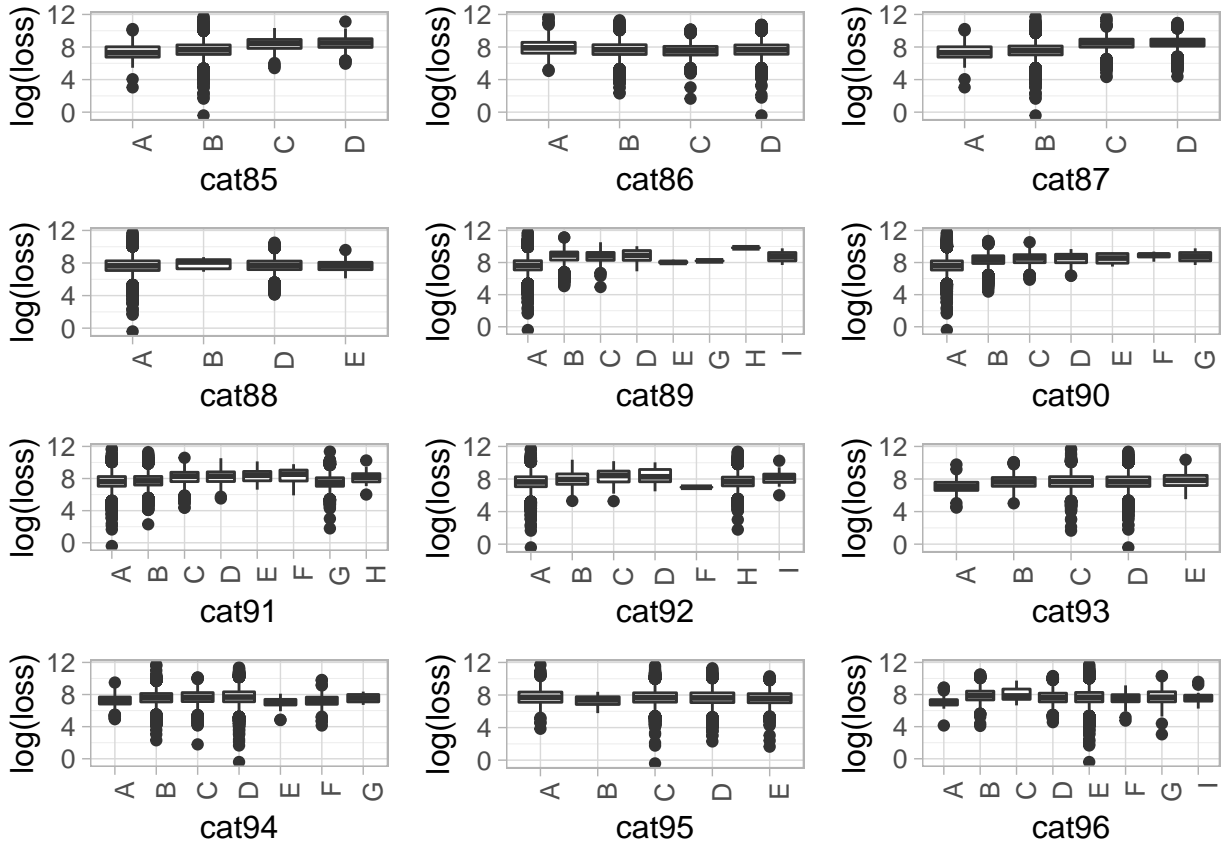 log(loss)
12
8
4
0
A B C D
cat85
log(loss)
12
8
4
0
A B C D
cat86
log(loss)
12
8
4
0
A B C D
cat87
log(loss)
12
8
4
0
A B D E
cat88
log(loss)
12
8
4
0
A B C D E G H I
cat89
log(loss)
12
8
4
0
A B C D E F G
cat90
log(loss)
12
8
4
0
A B C D E F G H
cat91
log(loss)
12
8
4
0
A B C D F H I
cat92
log(loss)
12
8
4
0
A B C D E
cat93
log(loss)
12
8
4
0
A B C D E F G
cat94
log(loss)
12
8
4
0
A B C D E
cat95
log(loss)
12
8
4
0
A B C D E F G I
cat96